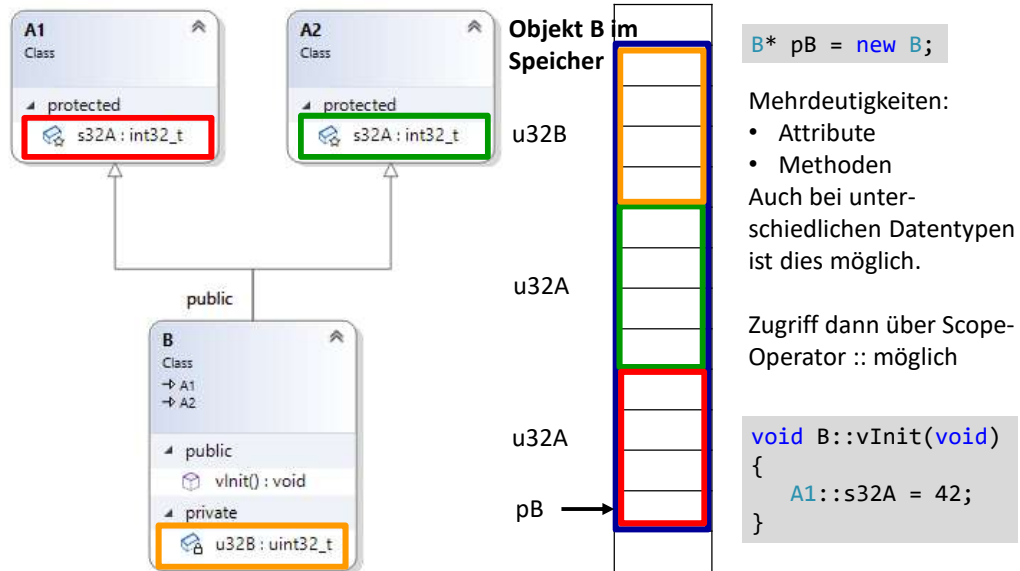 A1
Class
protected
s32A : int32_t
A2
Class
protected
s32A : int32_t
public
B
Class
→ A1
→ A2
public
vInit() : void
private
u32B : uint32_t
Objekt B im
Speicher
u32B
u32A
u32A
pB
B* pB = new B;
Mehrdeutigkeiten:
• Attribute
• Methoden
Auch bei unter-
schiedlichen Datentypen
ist dies möglich.
Zugriff dann über Scope-
Operator :: möglich
void B::vInit(void)
{
A1::s32A = 42;
}